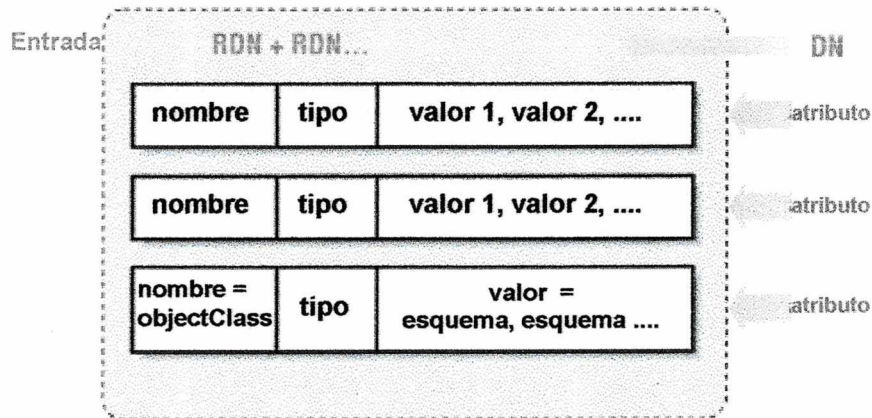 Entrada RDN + RDN... DN
nombre tipo valor 1, valor 2, .... atributo
nombre tipo valor 1, valor 2, .... atributo
nombre = objectClass tipo valor = esquema, esquema .... atributo